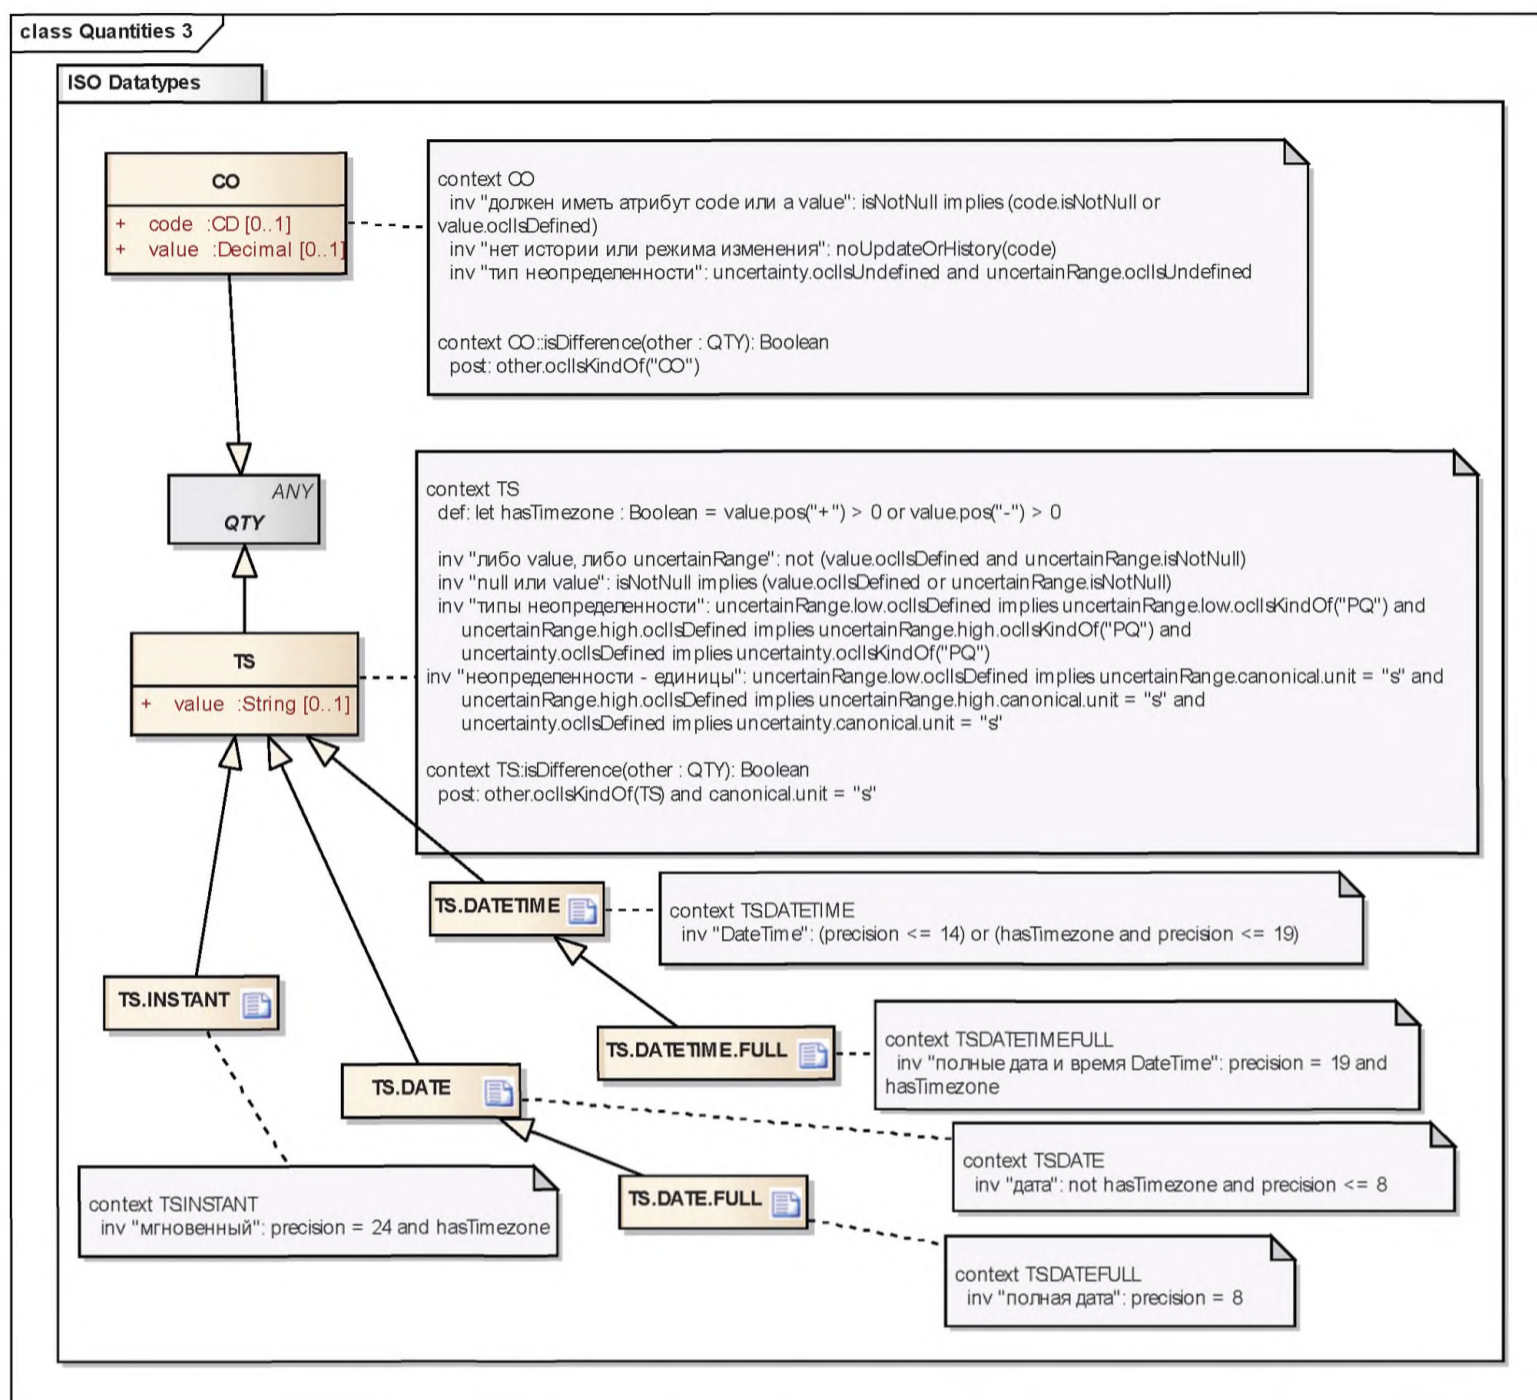 class Quantities 3
ISO Datatypes
CO
+ code :CD [0..1]
+ value :Decimal [0..1]
context CO
inv "должен иметь атрибут code или a value": isNotNull implies (code.isNotNull or
value.oclIsDefined)
inv "нет истории или режима изменения": noUpdateOrHistory(code)
inv "тип неопределенности": uncertainty.oclIsUndefined and uncertainRange.oclIsUndefined
context CO::isDifference(other : QTY): Boolean
post: other.oclIsKindOf("CO")
ANY
QTY
context TS
def: let hasTimezone : Boolean = value.pos("+") > 0 or value.pos("-") > 0
inv "либо value, либо uncertainRange": not (value.oclIsDefined and uncertainRange.isNotNull)
inv "null или value": isNotNull implies (value.oclIsDefined or uncertainRange.isNotNull)
inv "типы неопределенности": uncertainRange.low.oclIsDefined implies uncertainRange.low.oclIsKindOf("PQ") and
uncertainRange.high.oclIsDefined implies uncertainRange.high.oclIsKindOf("PQ") and
uncertainty.oclIsDefined implies uncertainty.oclIsKindOf("PQ")
inv "неопределенности - единицы": uncertainRange.low.oclIsDefined implies uncertainRange.canonical.unit = "s" and
uncertainRange.high.oclIsDefined implies uncertainRange.high.canonical.unit = "s" and
uncertainty.oclIsDefined implies uncertainty.canonical.unit = "s"
context TS::isDifference(other : QTY): Boolean
post: other.oclIsKindOf(TS) and canonical.unit = "s"
TS
+ value :String [0..1]
TS.DATETIME
context TSDATETIME
inv "DateTime": (precision <= 14) or (hasTimezone and precision <= 19)
TS.INSTANT
TS.DATETIME.FULL
context TSDATETIMEFULL
inv "полные дата и время DateTime": precision = 19 and
hasTimezone
TS.DATE
context TSDATE
inv "дата": not hasTimezone and precision <= 8
context TSINSTANT
inv "мгновенный": precision = 24 and hasTimezone
TS.DATE.FULL
context TSDATEFULL
inv "полная дата": precision = 8